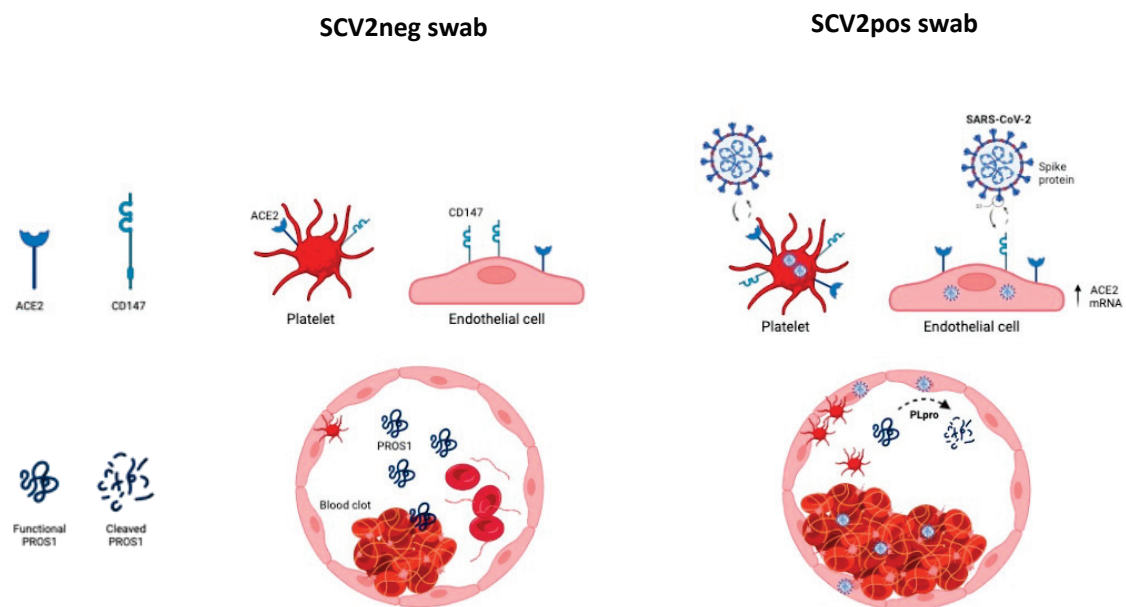 SCV2neg swab
SCV2pos swab
ACE2
CD147
ACE2
Platelet
CD147
Endothelial cell
Platelet
SARS-CoV-2
Spike
protein
ACE2
mRNA
Endothelial cell
Functional
PROS1
Cleaved
PROS1
PROS1
Blood clot
PLpro